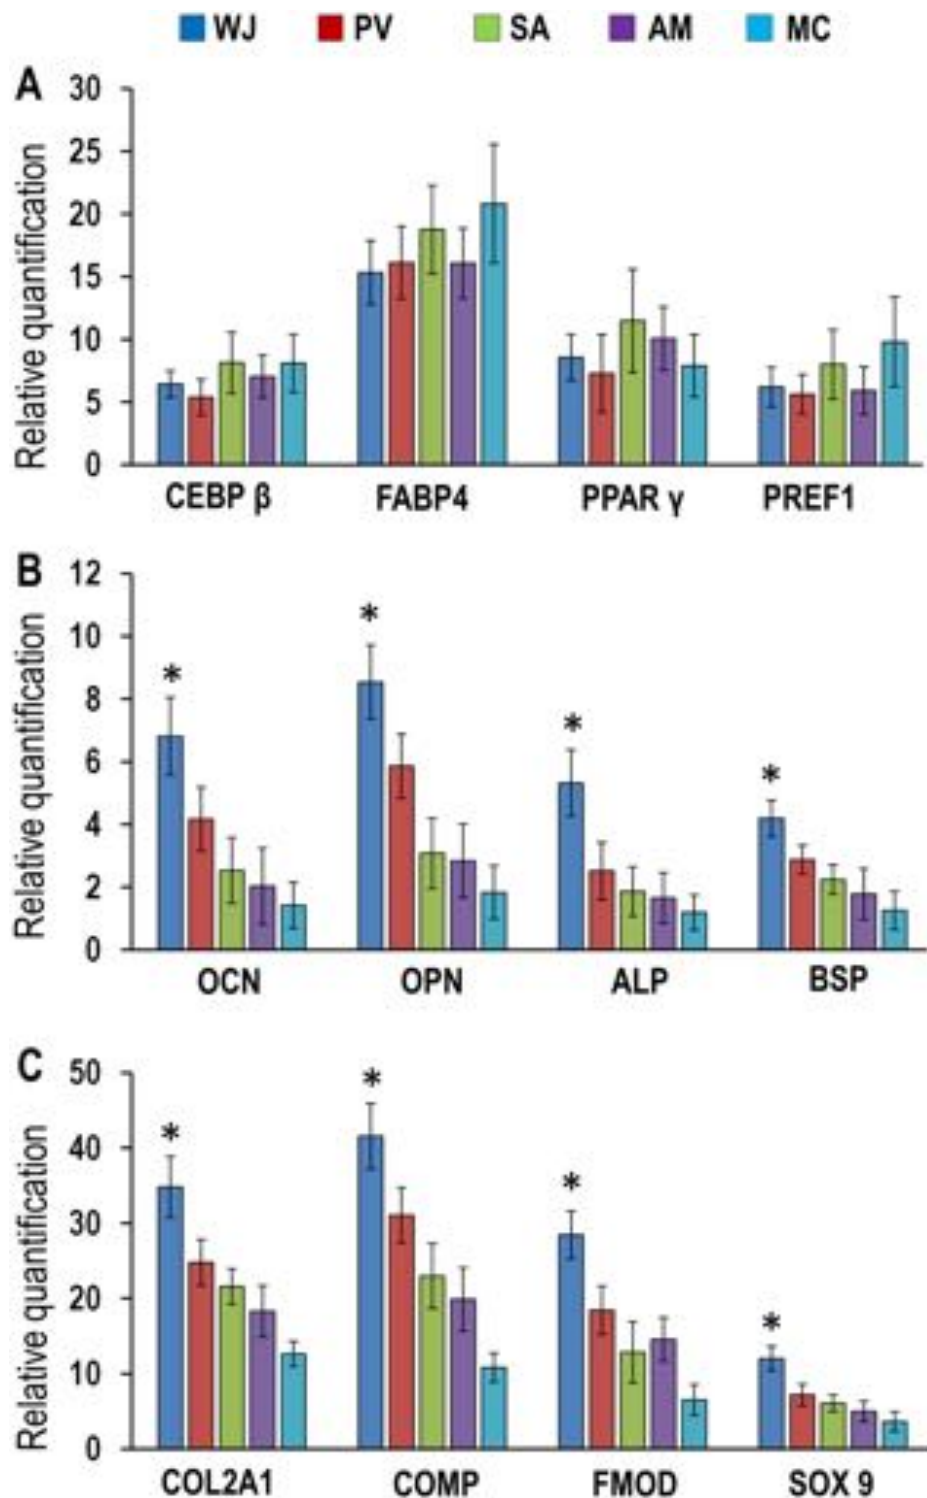 WJ PV SA AM MC
A
Relative quantification
30
25
20
15
10
5
0
CEBP β FABP4 PPAR γ PREF1
B
Relative quantification
12
10
8
6
4
2
0
* * * *
OCN OPN ALP BSP
C
Relative quantification
50
40
30
20
10
0
* * * *
COL2A1 COMP FMOD SOX 9